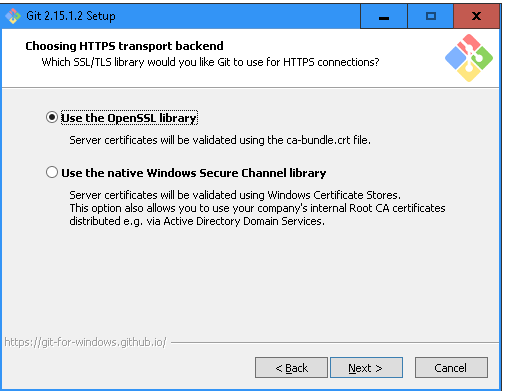 Git 2.15.1.2 Setup
Choosing HTTPS transport backend
Which SSL/TLS library would you like Git to use for HTTPS connections?
Use the OpenSSL library
Server certificates will be validated using the ca-bundle.crt file.
Use the native Windows Secure Channel library
Server certificates will be validated using Windows Certificate Stores.
This option also allows you to use your company's internal Root CA certificates
distributed e.g. via Active Directory Domain Services.
https://git-for-windows.github.io/
< Back
Next >
Cancel